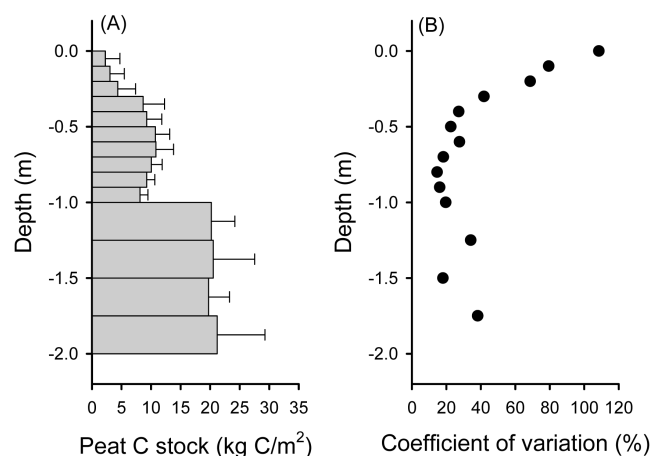 (A)
0.0
-0.5
-1.0
-1.5
-2.0
Depth (m)
0 5 10 15 20 25 30 35
Peat C stock (kg C/m²)
(B)
0.0
-0.5
-1.0
-1.5
-2.0
Depth (m)
0 20 40 60 80 100 120
Coefficient of variation (%)